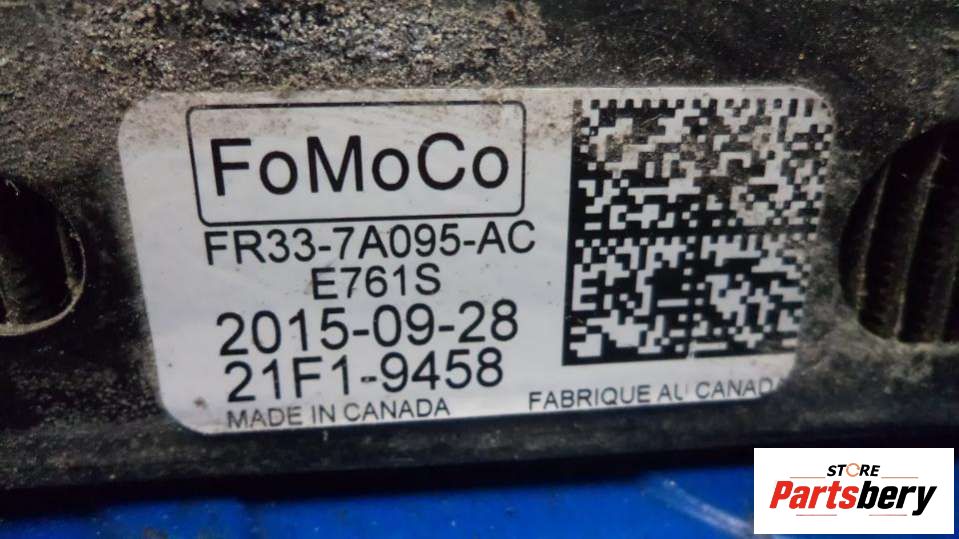 FoMoCo
FR33-7A095-AC
E761S
2015-09-28
21F1-9458
MADE IN CANADA
FABRIQUE AU CANADA
STORE
Partsbery